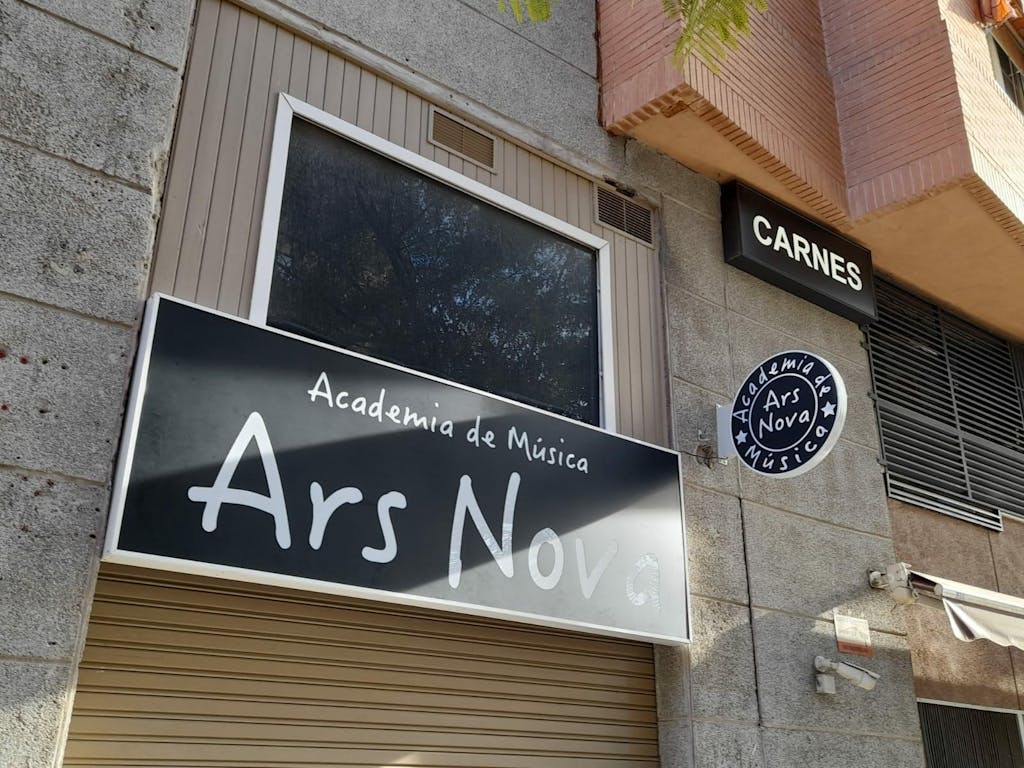 Academia de Música
Ars Nova
CARNES
Academia de
Ars
Nova
Música